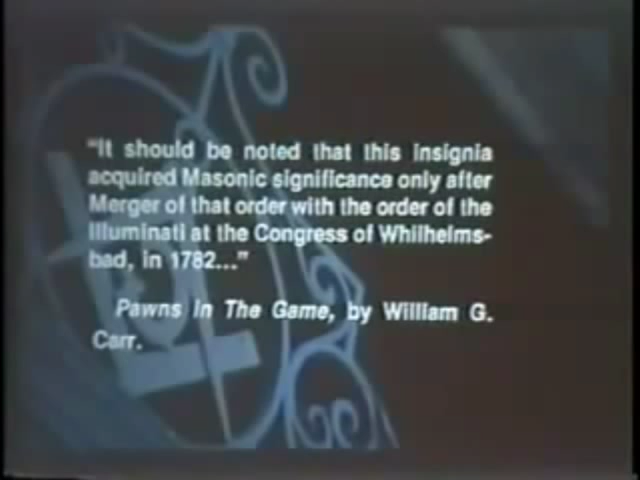 "It should be noted that this insignia
acquired Masonic significance only after
Merger of that order with the order of the
Illuminati at the Congress of Whilhelms-
bad, in 1782..."
Pawns In The Game, by William G.
Carr.